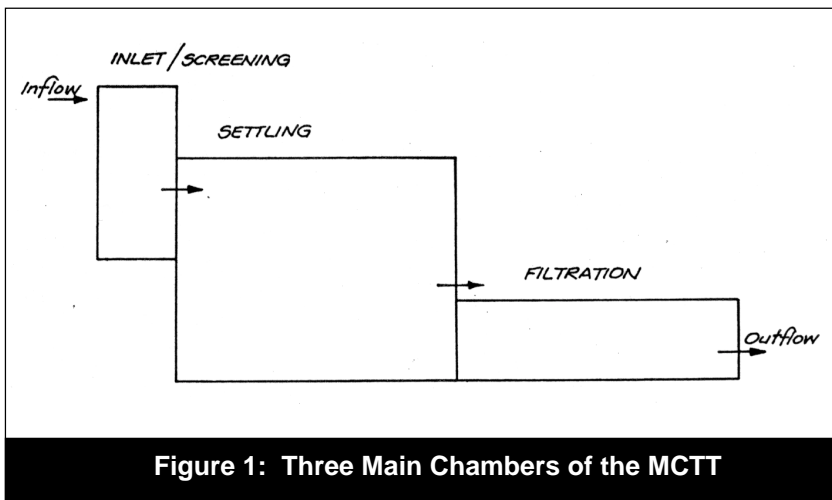 INLET/SCREENING
Inflow
SETTLING
FILTRATION
Outflow
Figure 1: Three Main Chambers of the MCTT